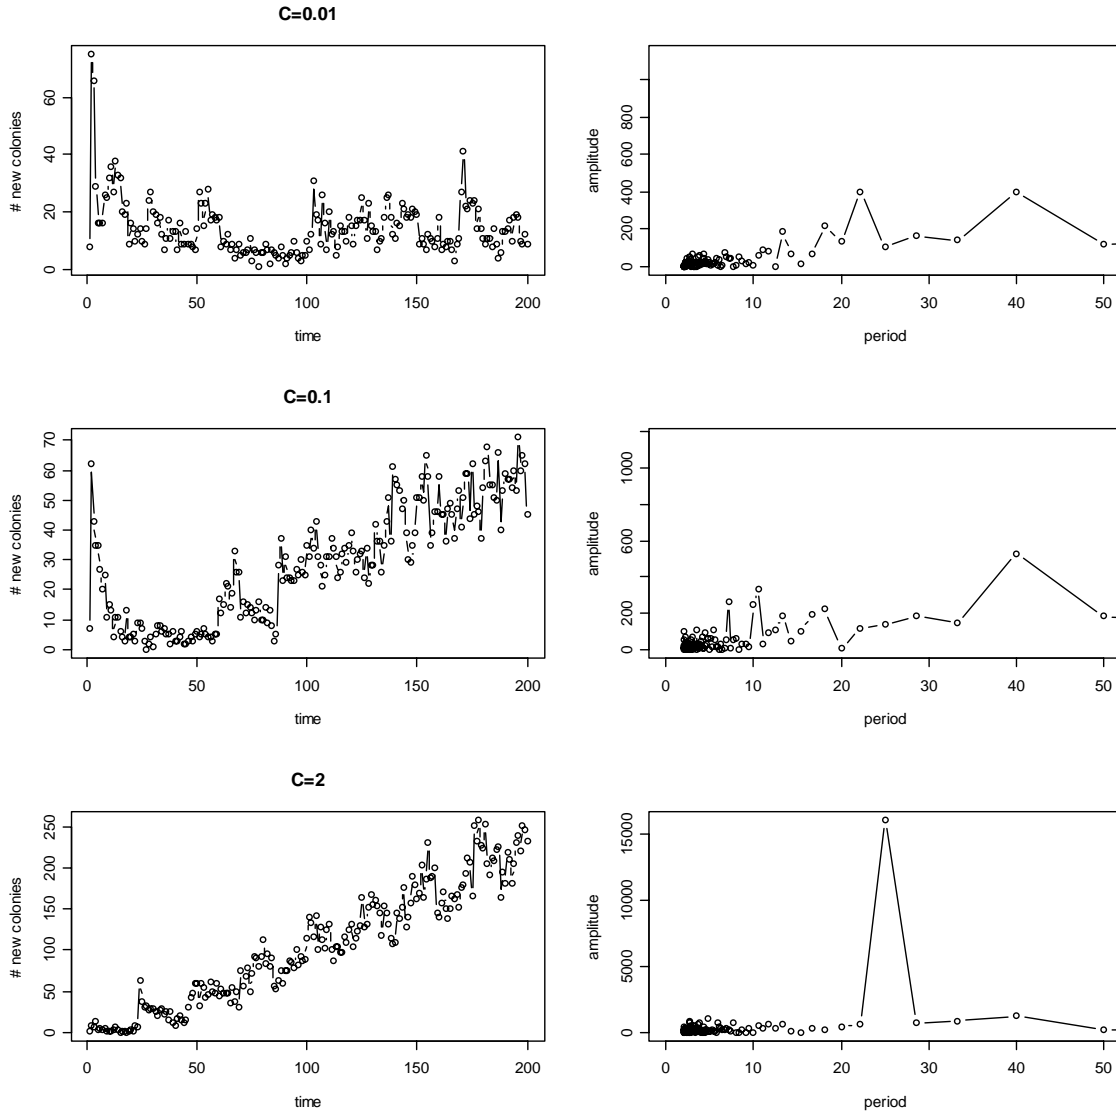 C=0.01
# new colonies
0 20 40 60
0 50 100 150 200
time
amplitude
0 200 400 600 800
0 10 20 30 40 50
period
C=0.1
# new colonies
0 10 20 30 40 50 60 70
0 50 100 150 200
time
amplitude
0 200 600 1000
0 10 20 30 40 50
period
C=2
# new colonies
0 50 100 150 200 250
0 50 100 150 200
time
amplitude
0 5000 15000
0 10 20 30 40 50
period